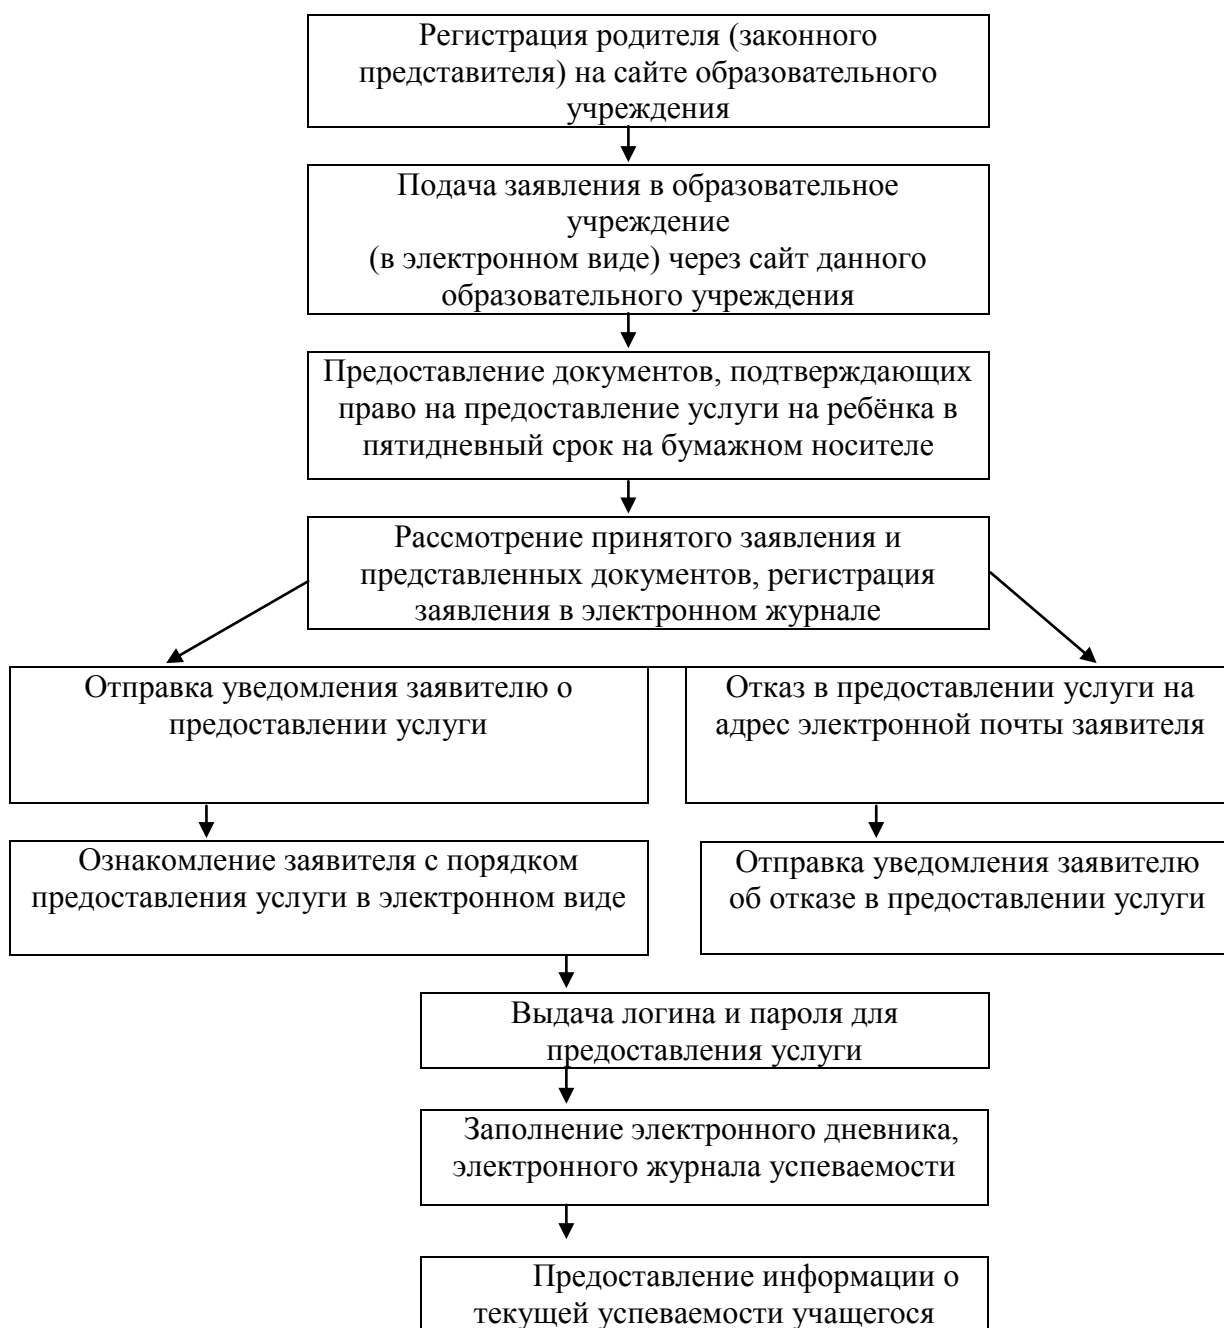 Регистрация родителя (законного
представителя) на сайте образовательного
учреждения
Подача заявления в образовательное
учреждение
(в электронном виде) через сайт данного
образовательного учреждения
Предоставление документов, подтверждающих
право на предоставление услуги на ребёнка в
пятидневный срок на бумажном носителе
Рассмотрение принятого заявления и
представленных документов, регистрация
заявления в электронном журнале
Отправка уведомления заявителю о
предоставлении услуги
Отказ в предоставлении услуги на
адрес электронной почты заявителя
Ознакомление заявителя с порядком
предоставления услуги в электронном виде
Отправка уведомления заявителю
об отказе в предоставлении услуги
Выдача логина и пароля для
предоставления услуги
Заполнение электронного дневника,
электронного журнала успеваемости
Предоставление информации о
текущей успеваемости учащегося